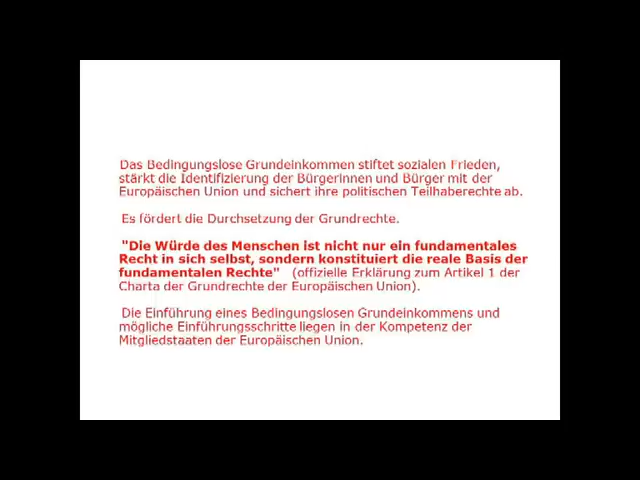 Das Bedingungslose Grundeinkommen stiftet sozialen Frieden,
stärkt die Identifizierung der Bürgerinnen und Bürger mit der
Europäischen Union und sichert ihre politischen Teilhaberechte ab.
Es fördert die Durchsetzung der Grundrechte.
"Die Würde des Menschen ist nicht nur ein fundamentales
Recht in sich selbst, sondern konstituiert die reale Basis der
fundamentalen Rechte" (offizielle Erklärung zum Artikel 1 der
Charta der Grundrechte der Europäischen Union).
Die Einführung eines Bedingungslosen Grundeinkommens und
mögliche Einführungsschritte liegen in der Kompetenz der
Mitgliedstaaten der Europäischen Union.